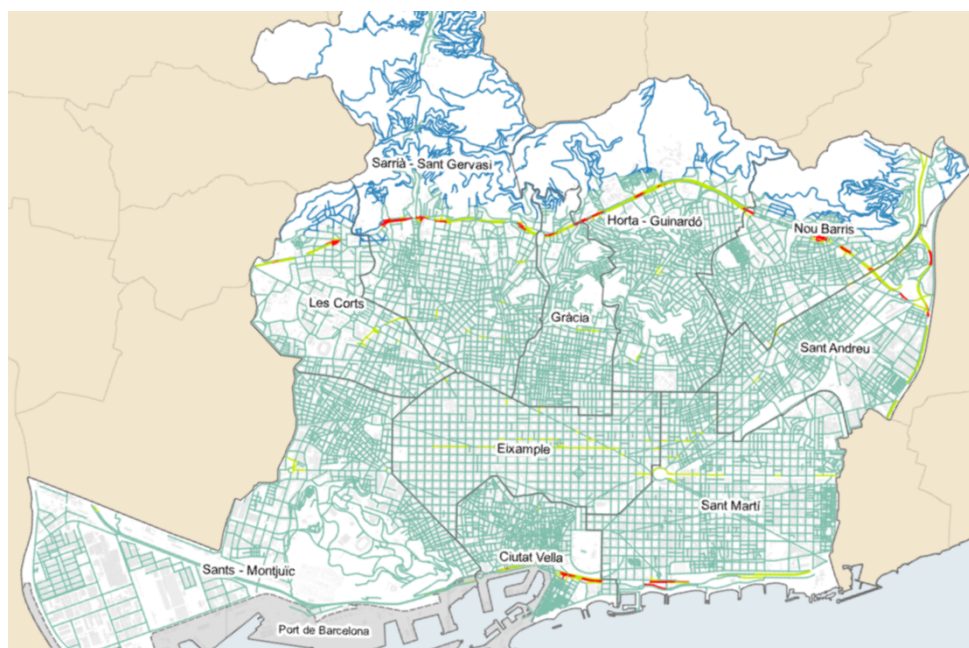 Sarrià - Sant Gervasi
Horta - Guinardó
Nou Barris
Les Corts
Gràcia
Sant Andreu
Eixample
Sant Martí
Ciutat Vella
Sants - Montjuïc
Port de Barcelona